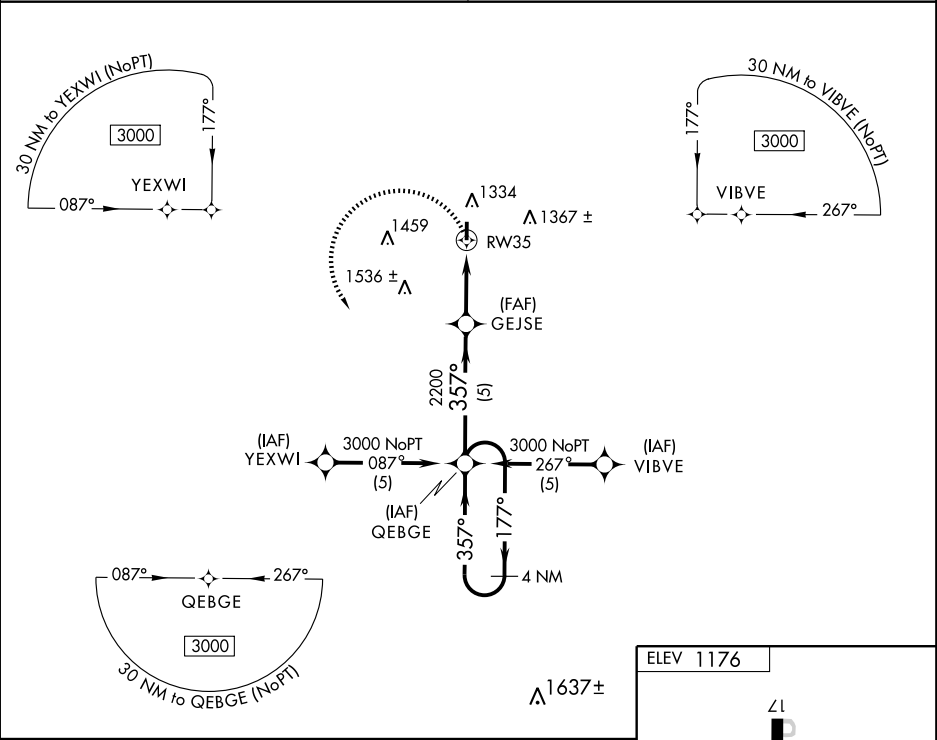 30 NM to YEXWI (NoPT)
177°
3000
YEXWI
087°
30 NM to VIBVE (NoPT)
177°
3000
VIBVE
267°
1334
1367 ±
1459
RW35
1536 ±
(FAF)
GEJSE
2200
357°
(5)
(IAF)
YEXWI
3000 NoPT
087°
(5)
3000 NoPT
267°
(5)
(IAF)
VIBVE
(IAF)
QEBGE
357°
177°
4 NM
087°
267°
QEBGE
3000
30 NM to QEBGE (NoPT)
1637 ±
ELEV 1176
17